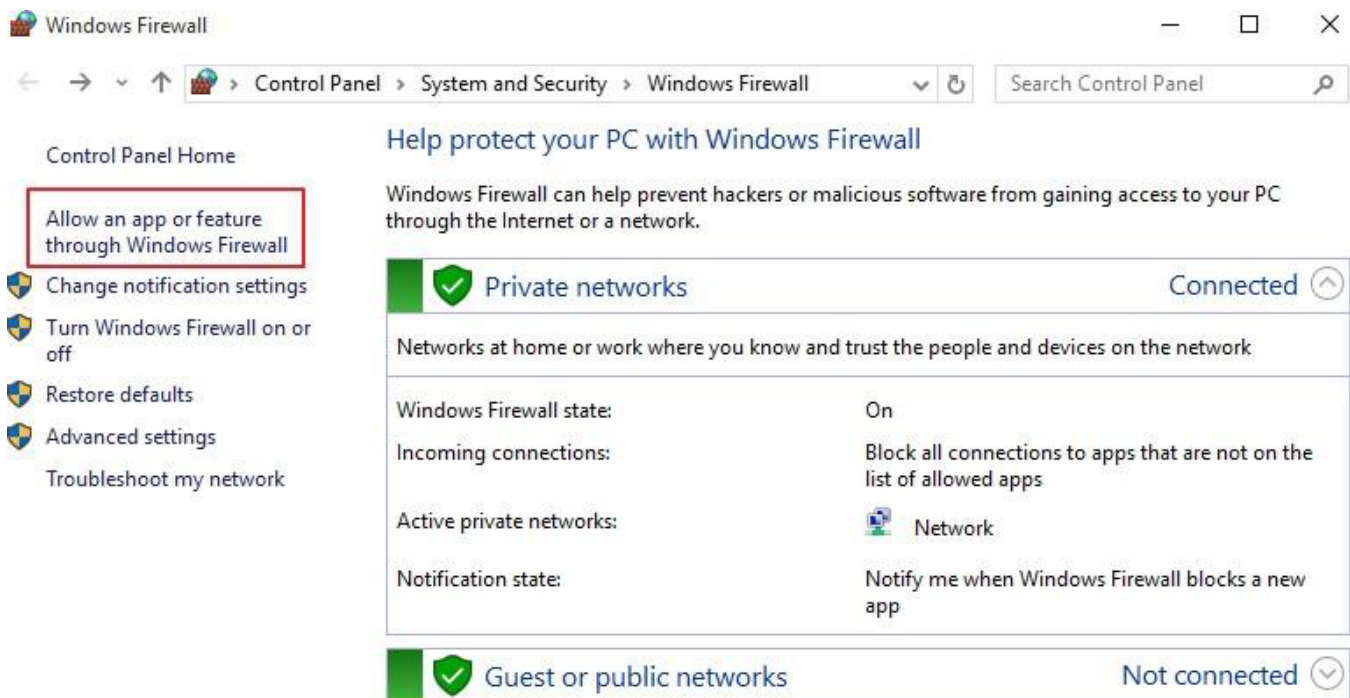 Windows Firewall
Control Panel > System and Security > Windows Firewall
Search Control Panel
Control Panel Home
Allow an app or feature
through Windows Firewall
Change notification settings
Turn Windows Firewall on or
off
Restore defaults
Advanced settings
Troubleshoot my network
Help protect your PC with Windows Firewall
Windows Firewall can help prevent hackers or malicious software from gaining access to your PC
through the Internet or a network.
Private networks Connected
Networks at home or work where you know and trust the people and devices on the network
Windows Firewall state: On
Incoming connections: Block all connections to apps that are not on the
list of allowed apps
Active private networks: Network
Notification state: Notify me when Windows Firewall blocks a new
app
Guest or public networks Not connected